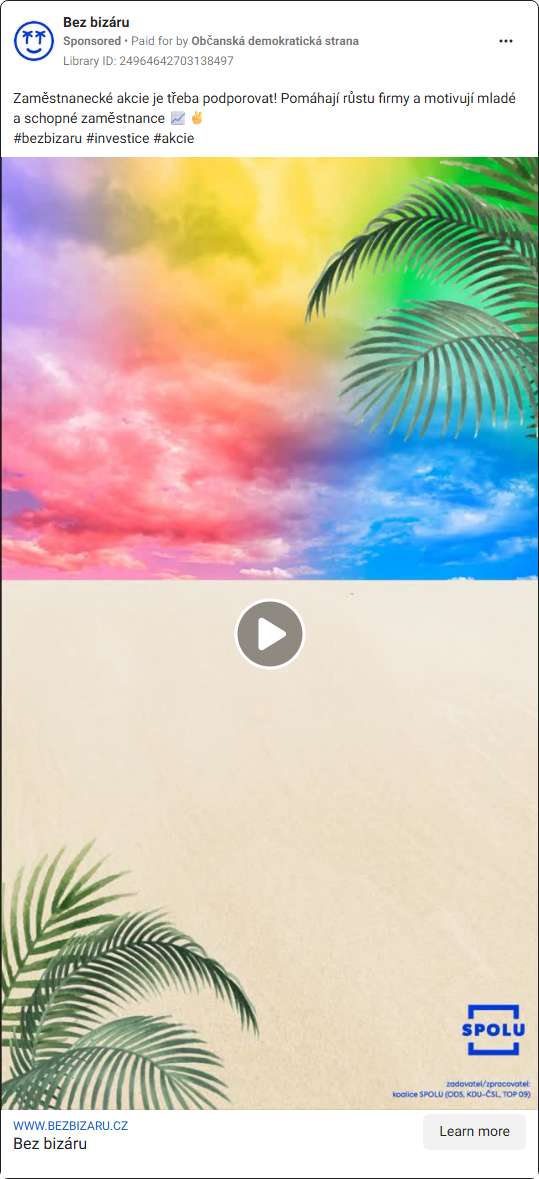 Bez bizáru
Sponsored • Paid for by Občanská demokratická strana
Library ID: 24964642703138497
Zaměstnanecké akcie je třeba podporovat! Pomáhají růstu firmy a motivují mladé
a schopné zaměstnance 📈 ✌️
#bezbizaru #investice #akcie
SPOLU
zadavatel/zpracovatel:
koalice SPOLU (ODS, KDU-ČSL, TOP 09)
WWW.BEZBIZARU.CZ
Bez bizáru
Learn more